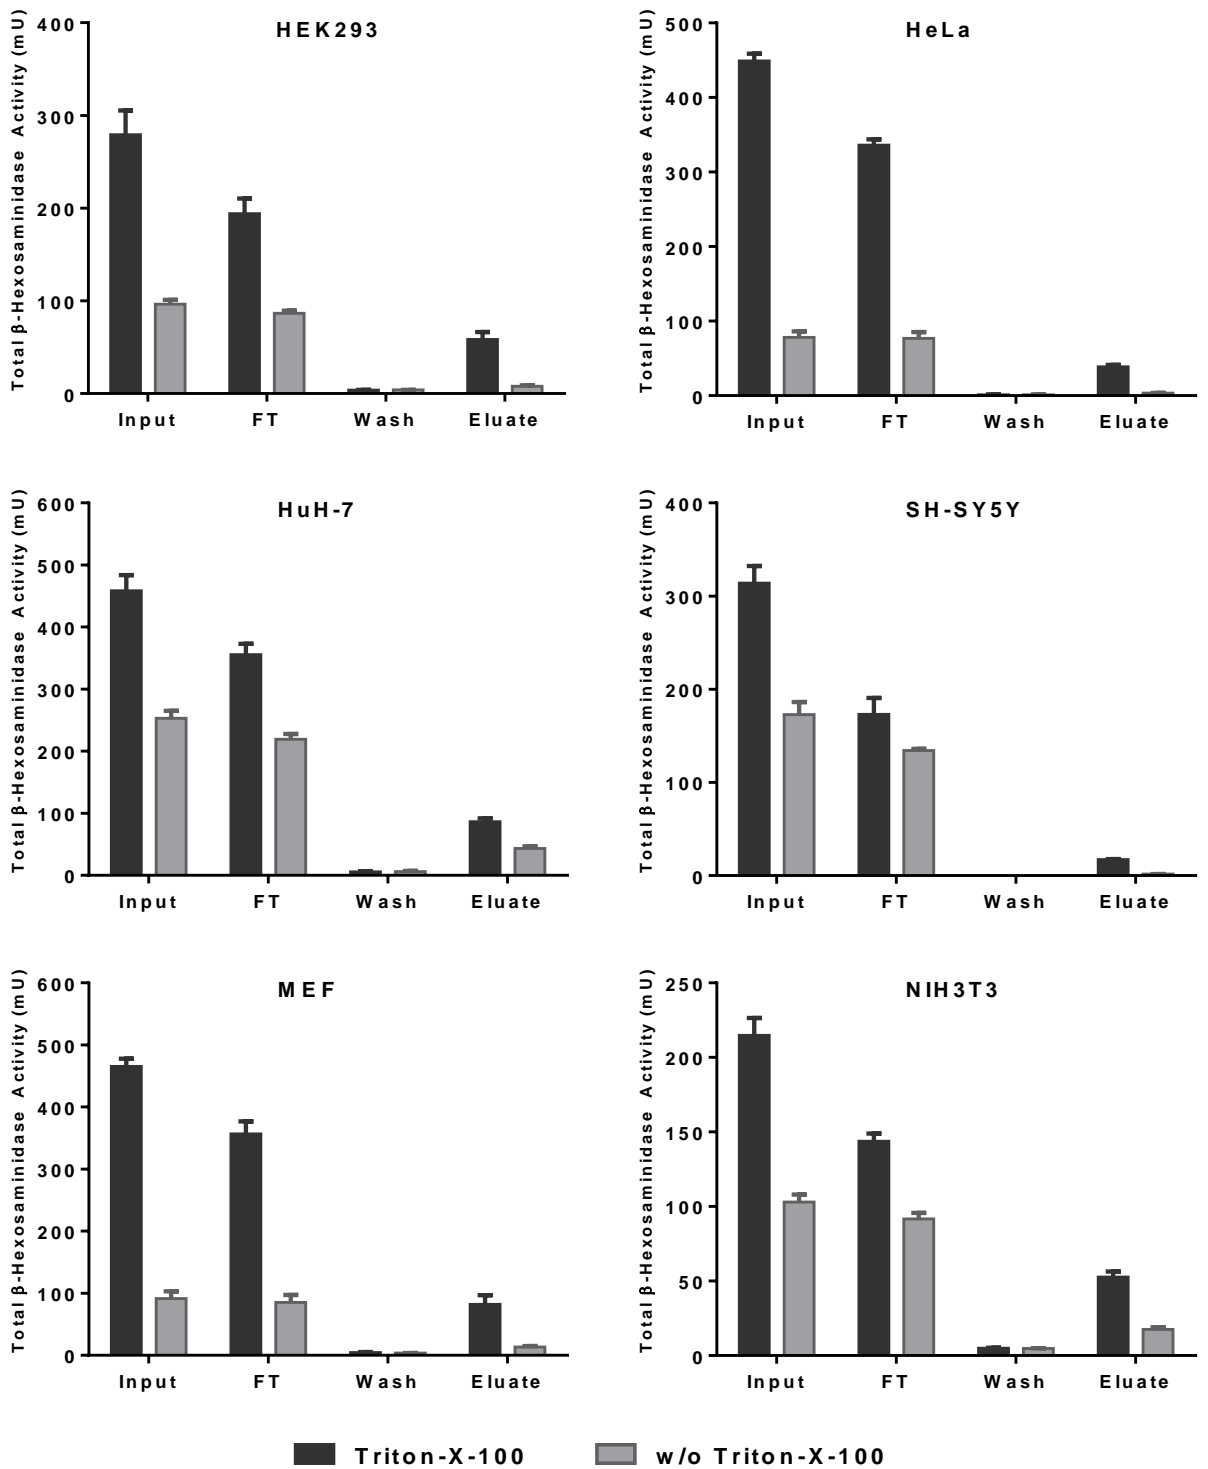 HEK293
Total β-Hexosaminidase Activity (mU)
400
300
200
100
0
Input FT Wash Eluate
HeLa
Total β-Hexosaminidase Activity (mU)
500
400
300
200
100
0
Input FT Wash Eluate
HuH-7
Total β-Hexosaminidase Activity (mU)
600
500
400
300
200
100
0
Input FT Wash Eluate
SH-SY5Y
Total β-Hexosaminidase Activity (mU)
400
300
200
100
0
Input FT Wash Eluate
MEF
Total β-Hexosaminidase Activity (mU)
600
500
400
300
200
100
0
Input FT Wash Eluate
NIH3T3
Total β-Hexosaminidase Activity (mU)
250
200
150
100
50
0
Input FT Wash Eluate
Triton-X-100 w/o Triton-X-100